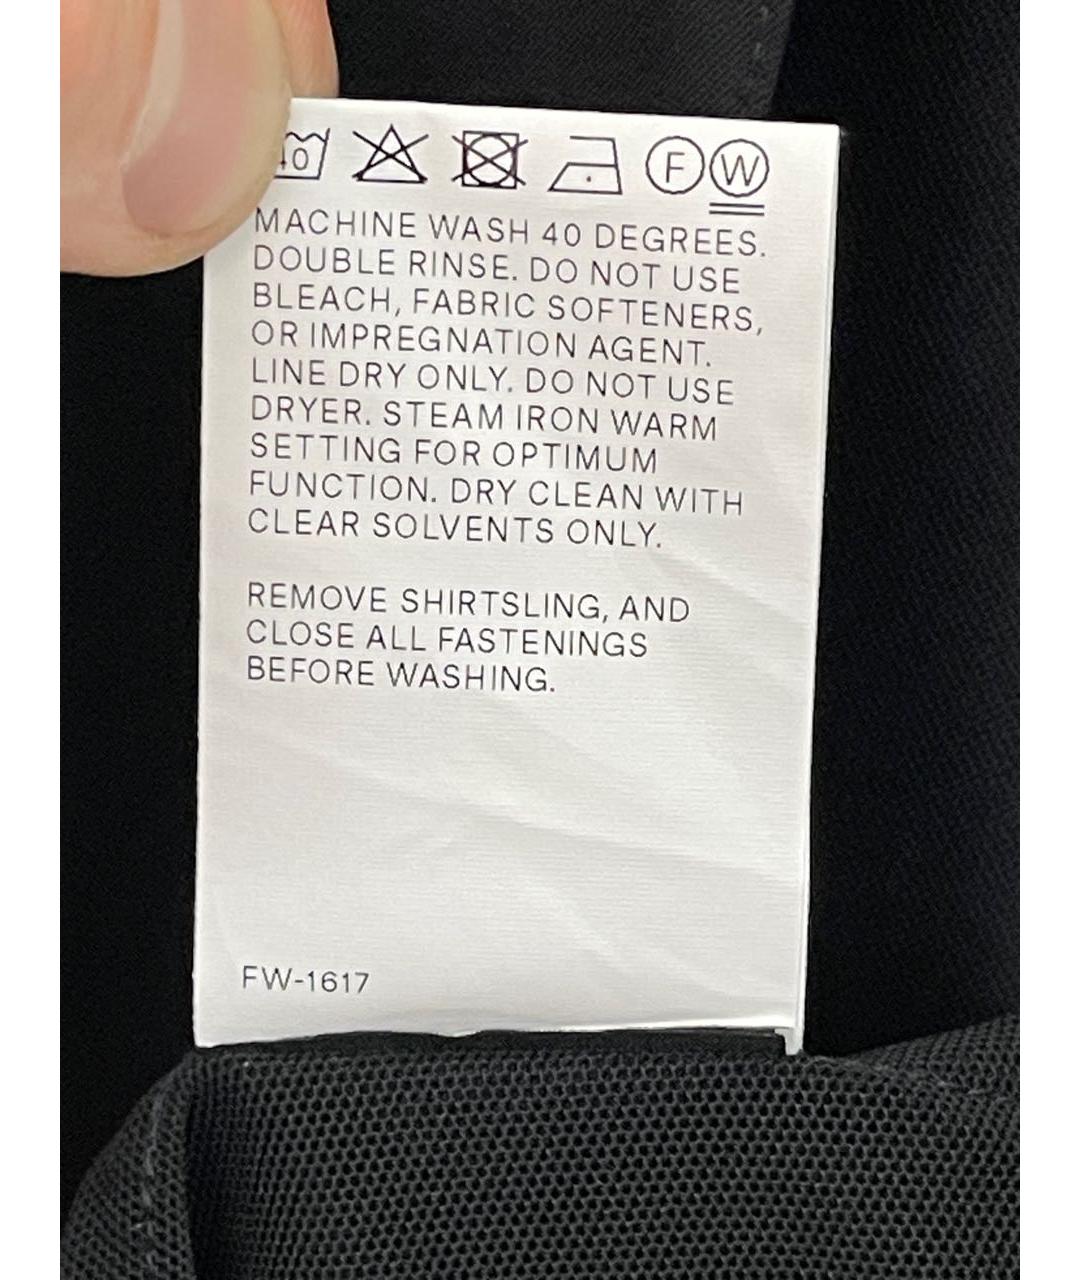 40 F W
MACHINE WASH 40 DEGREES.
DOUBLE RINSE. DO NOT USE
BLEACH, FABRIC SOFTENERS,
OR IMPREGNATION AGENT.
LINE DRY ONLY. DO NOT USE
DRYER. STEAM IRON WARM
SETTING FOR OPTIMUM
FUNCTION. DRY CLEAN WITH
CLEAR SOLVENTS ONLY.
REMOVE SHIRTSLING, AND
CLOSE ALL FASTENINGS
BEFORE WASHING.
FW-1617